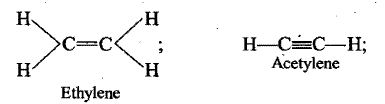 H H
C=C ;
H H
H—C≡C—H;
Ethylene
Acetylene